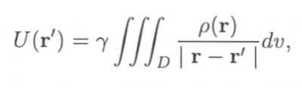 U(r′) = γ ∭_D ρ(r) / | r − r′ | dv,